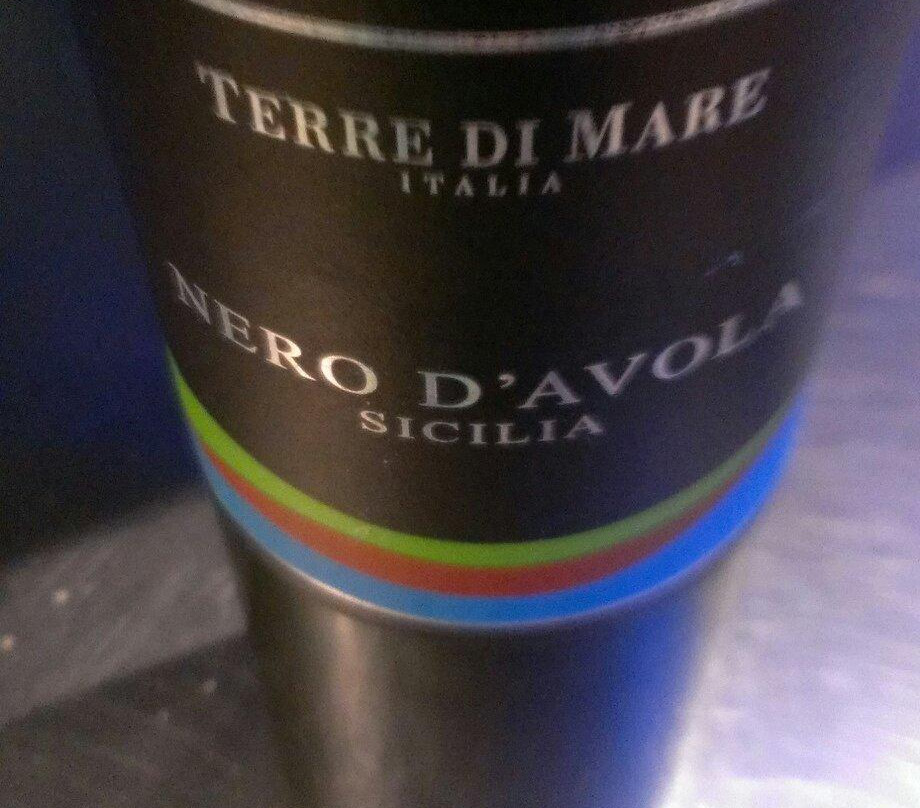 TERRE DI MARE
ITALIA
NERO D'AVOLA
SICILIA